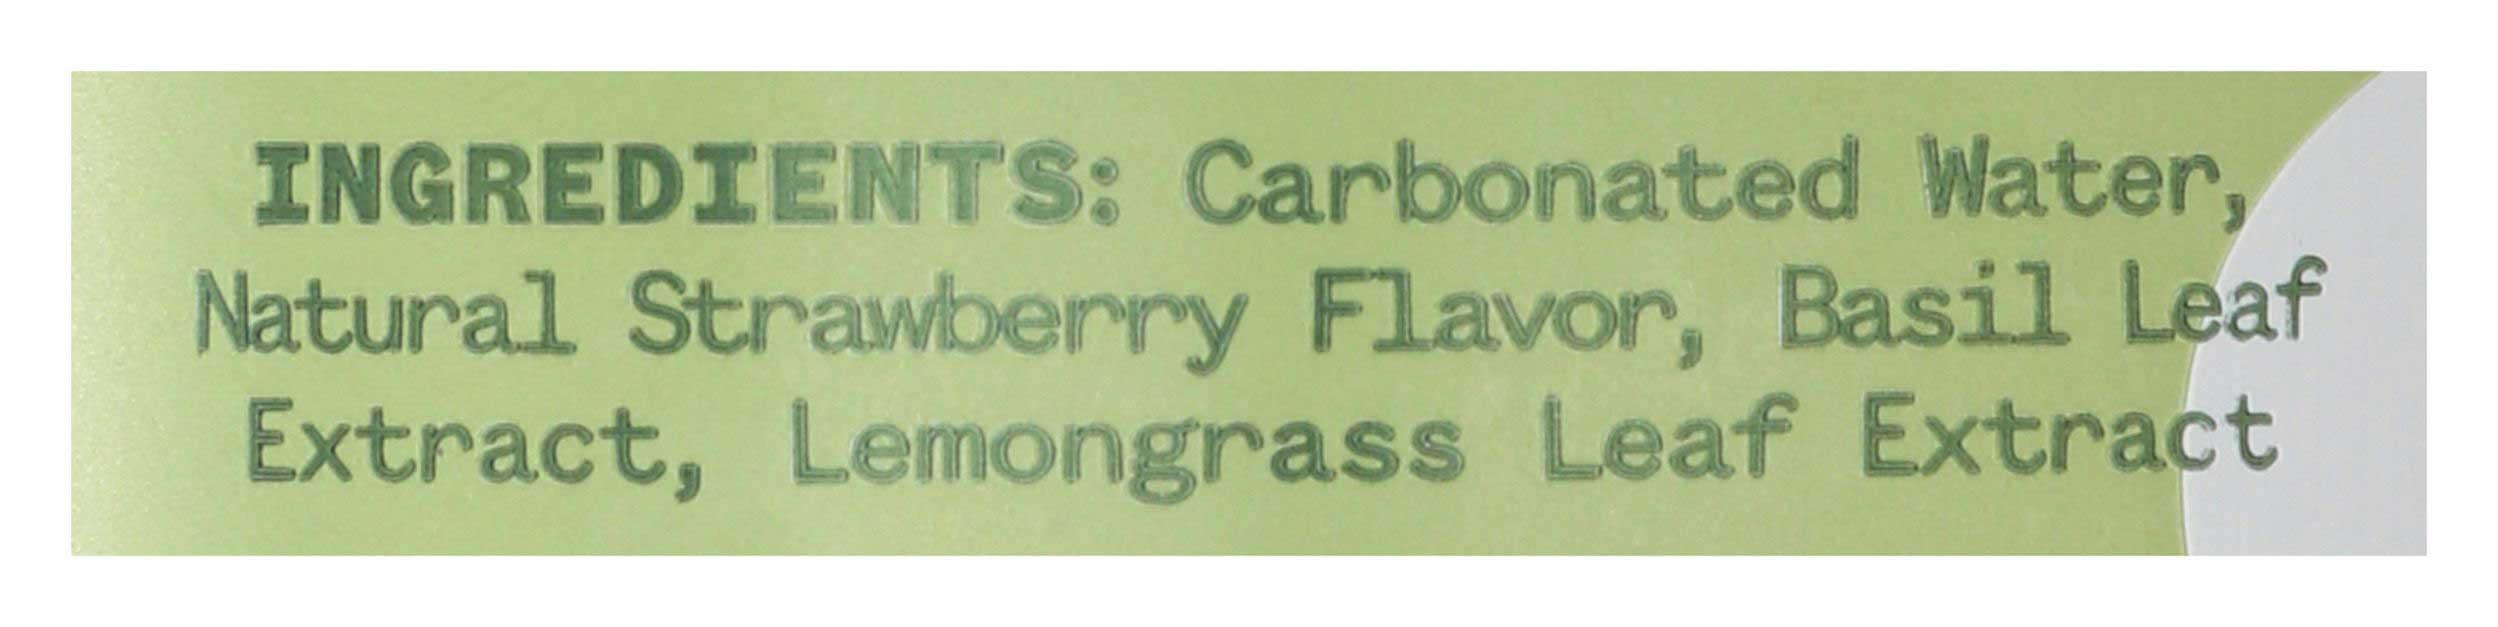 INGREDIENTS: Carbonated Water,
Natural Strawberry Flavor, Basil Leaf
Extract, Lemongrass Leaf Extract